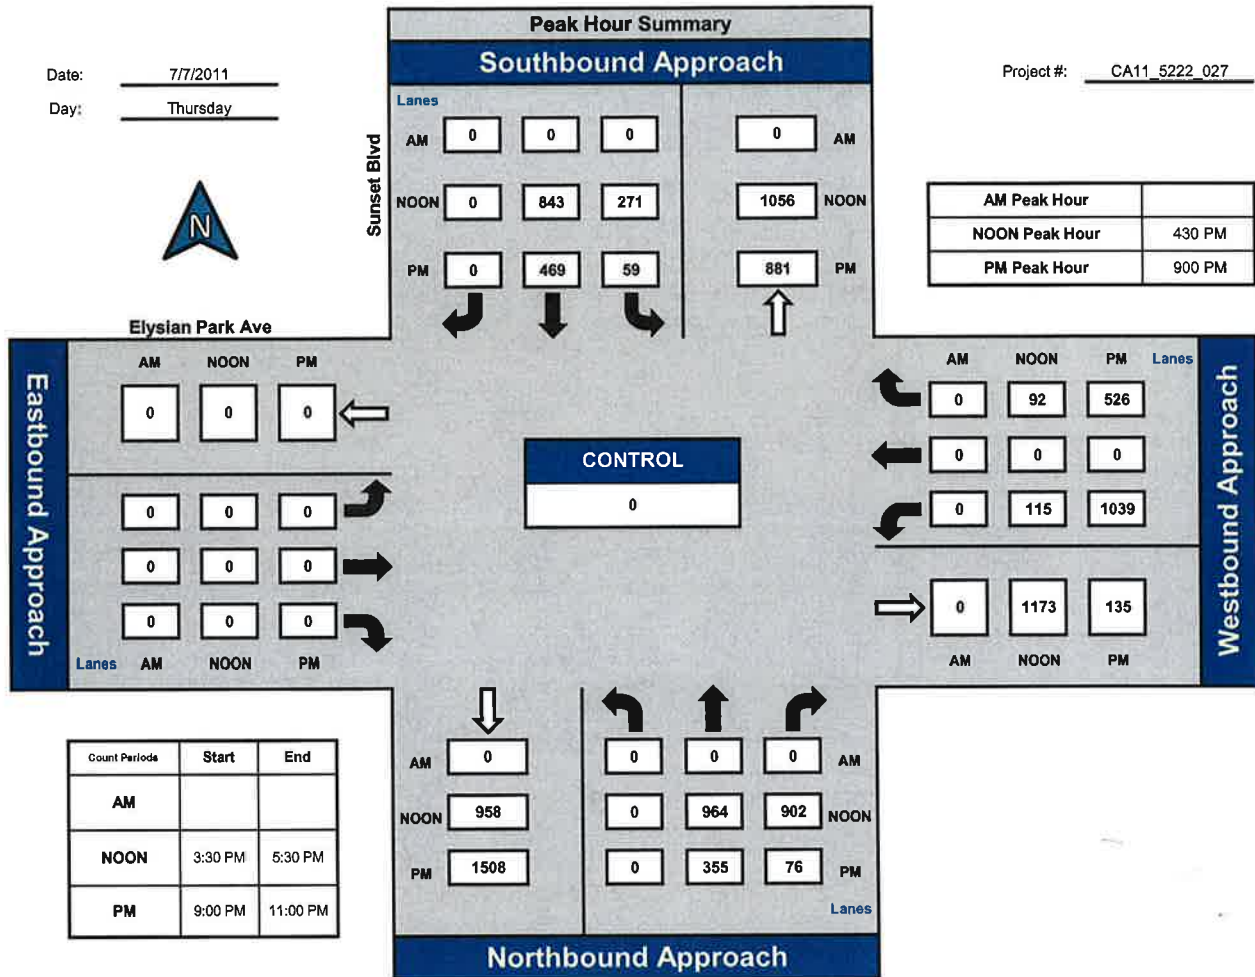 Peak Hour Summary
Southbound Approach
Date: 7/7/2011
Day: Thursday
Project #: CA11_5222_027
N
Sunset Blvd
Lanes
AM 0 0 0 0 AM
NOON 0 843 271 1056 NOON
PM 0 469 59 881 PM
AM Peak Hour
NOON Peak Hour 430 PM
PM Peak Hour 900 PM
Elysian Park Ave
Eastbound Approach
AM NOON PM
0 0 0
0 0 0
0 0 0
0 0 0
Lanes AM NOON PM
CONTROL
0
AM NOON PM Lanes
0 92 526
0 0 0
0 115 1039
0 1173 135
AM NOON PM
Westbound Approach
Count Periods Start End
AM
NOON 3:30 PM 5:30 PM
PM 9:00 PM 11:00 PM
AM 0 0 0 0 AM
NOON 958 0 964 902 NOON
PM 1508 0 355 76 PM
Lanes
Northbound Approach